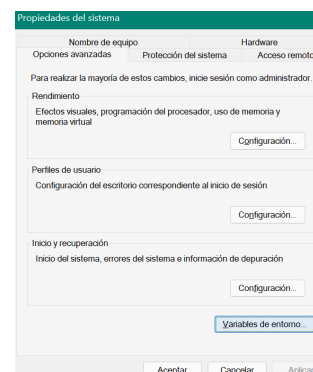 Propiedades del sistema
Nombre de equipo Hardware
Opciones avanzadas Protección del sistema Acceso remoto
Para realizar la mayoría de estos cambios, inicie sesión como administrador.
Rendimiento
Efectos visuales, programación del procesador, uso de memoria y
memoria virtual
Configuración...
Perfiles de usuario
Configuración del escritorio correspondiente al inicio de sesión
Configuración...
Inicio y recuperación
Inicio del sistema, errores del sistema e información de depuración
Configuración...
Variables de entorno...
Aceptar Cancelar Aplicar